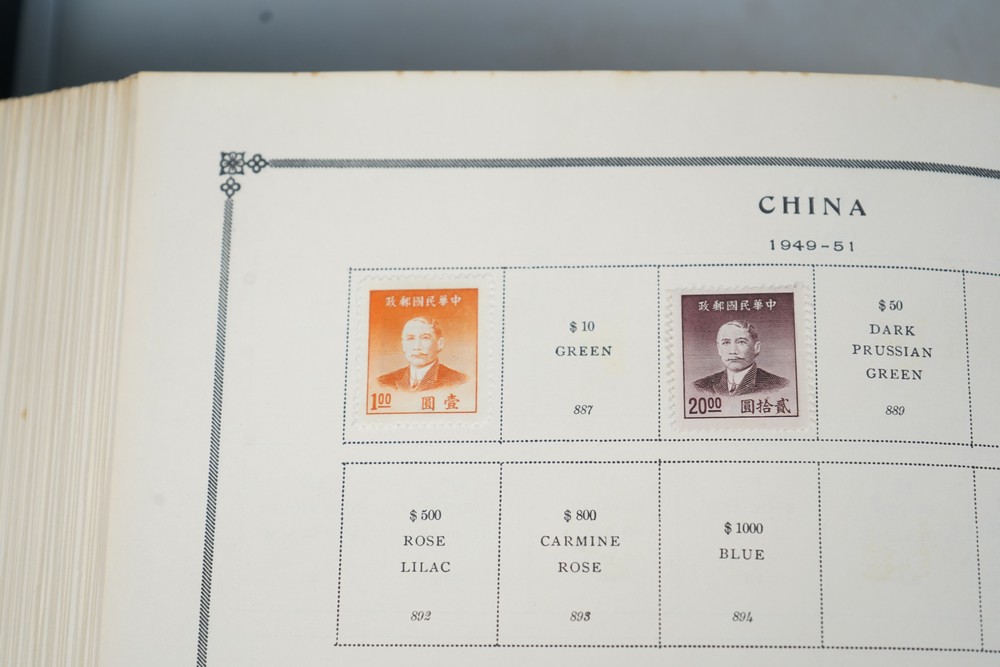 CHINA
1949-51
政郵國民華中
1 00
圓 壹
$10
GREEN
887
政郵國民華中
20 00
圓拾貳
$50
DARK
PRUSSIAN
GREEN
889
$500
ROSE
LILAC
892
$800
CARMINE
ROSE
893
$1000
BLUE
894